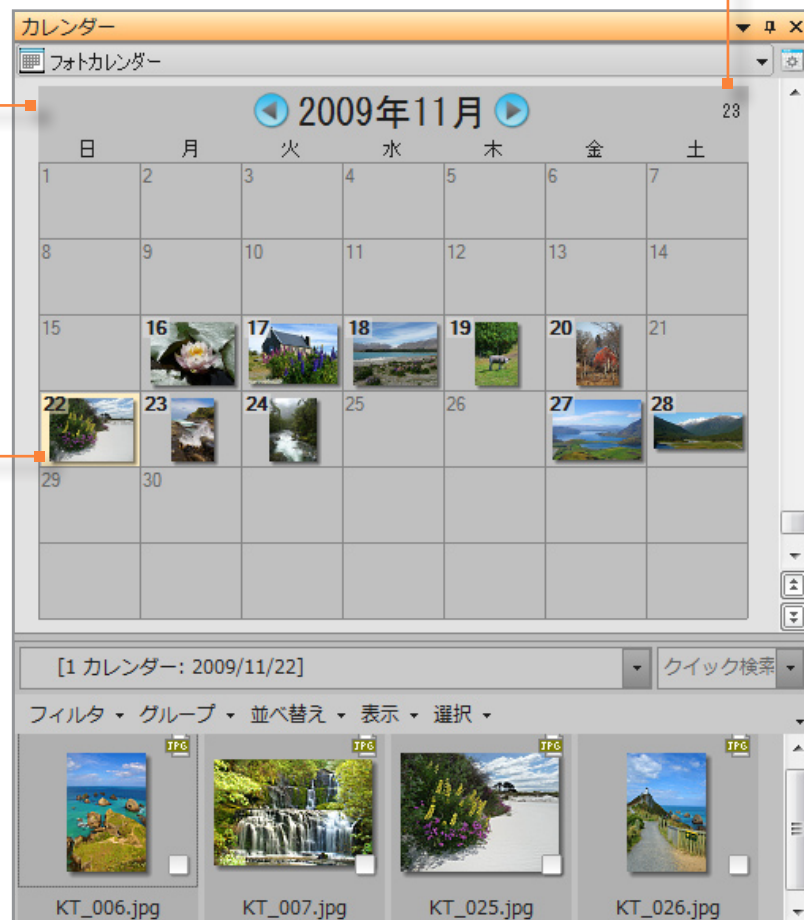 カレンダー
フォトカレンダー
2009年11月
23
日 月 火 水 木 金 土
1 2 3 4 5 6 7
8 9 10 11 12 13 14
15 16 17 18 19 20 21
22 23 24 25 26 27 28
29 30
[1 カレンダー: 2009/11/22] クイック検索
フィルタ グループ 並べ替え 表示 選択
JPG JPG JPG JPG
KT_006.jpg KT_007.jpg KT_025.jpg KT_026.jpg